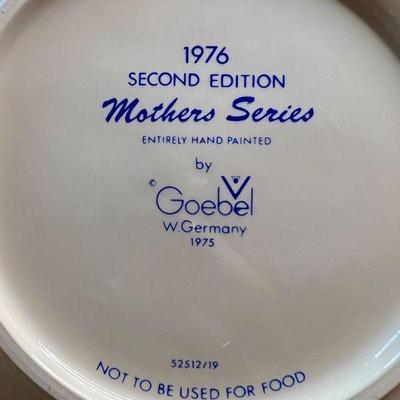 1976
SECOND EDITION
Mothers Series
ENTIRELY HAND PAINTED
by
© Goebel
W. Germany
1975
52S12/19
NOT TO BE USED FOR FOOD